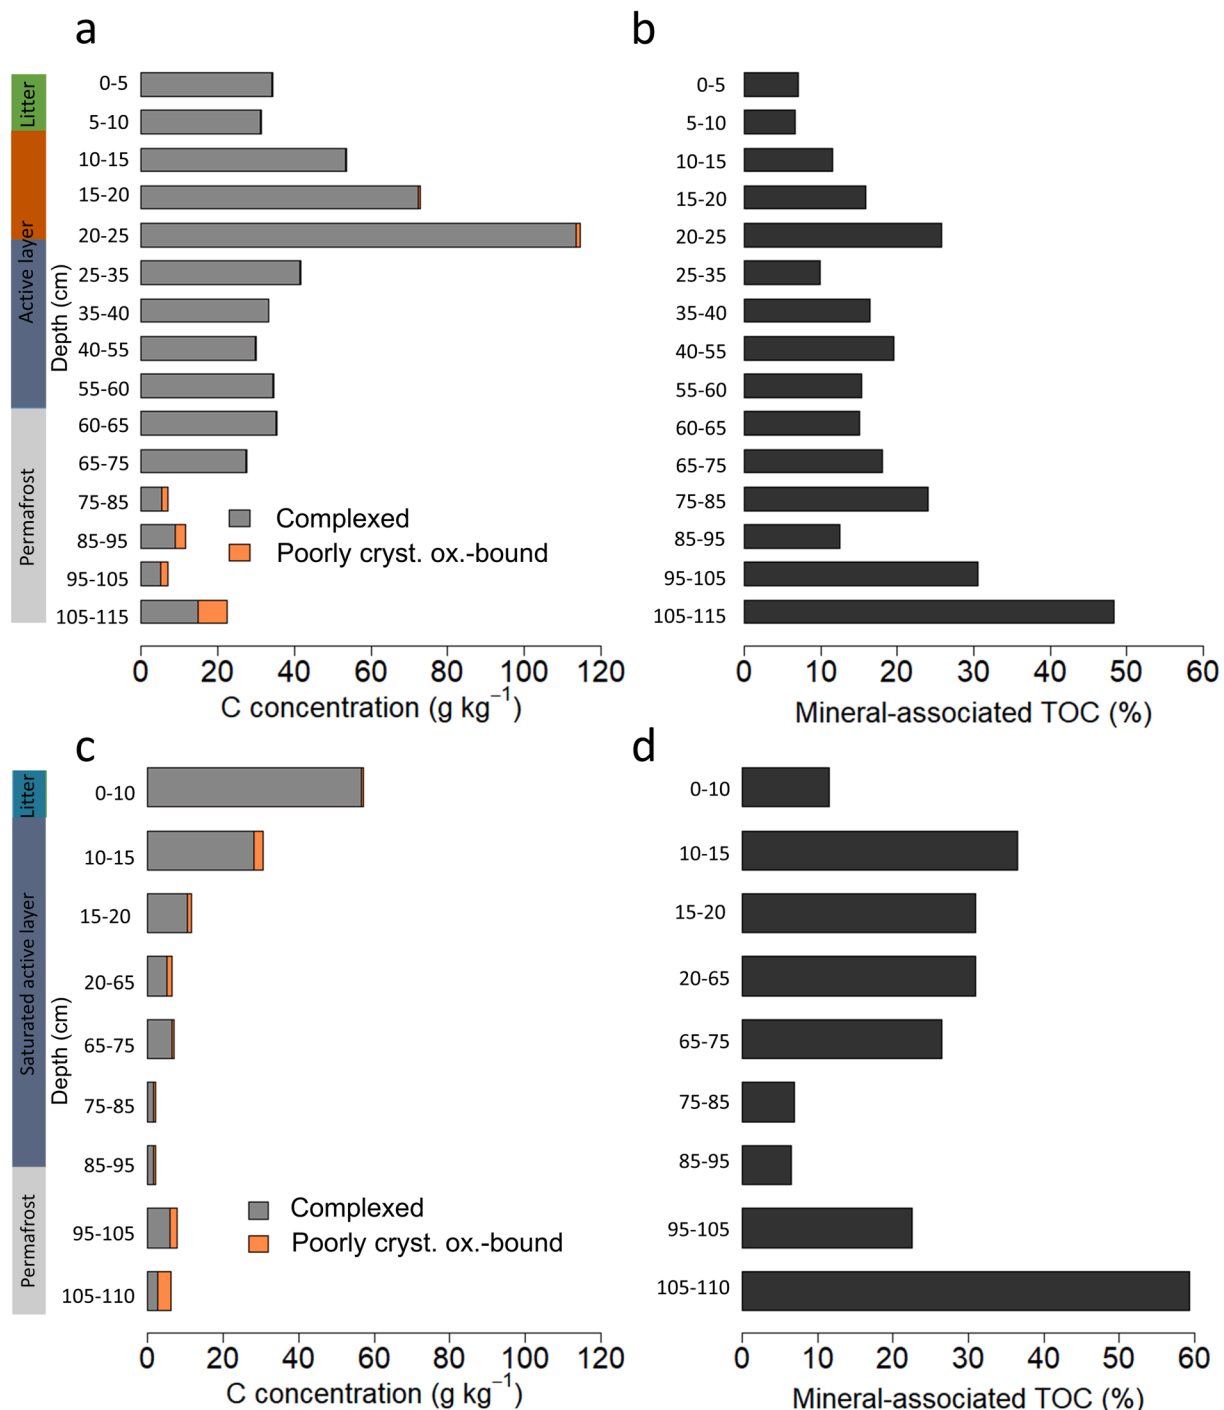 a
b
Litter
Active layer
Permafrost
Depth (cm)
0-5
5-10
10-15
15-20
20-25
25-35
35-40
40-55
55-60
60-65
65-75
75-85
85-95
95-105
105-115
Complexed
Poorly cryst. ox.-bound
0 20 40 60 80 100 120
C concentration (g kg⁻¹)
0-5
5-10
10-15
15-20
20-25
25-35
35-40
40-55
55-60
60-65
65-75
75-85
85-95
95-105
105-115
0 10 20 30 40 50 60
Mineral-associated TOC (%)
c
d
Litter
Saturated active layer
Permafrost
Depth (cm)
0-10
10-15
15-20
20-65
65-75
75-85
85-95
95-105
105-110
Complexed
Poorly cryst. ox.-bound
0 20 40 60 80 100 120
C concentration (g kg⁻¹)
0-10
10-15
15-20
20-65
65-75
75-85
85-95
95-105
105-110
0 10 20 30 40 50 60
Mineral-associated TOC (%)